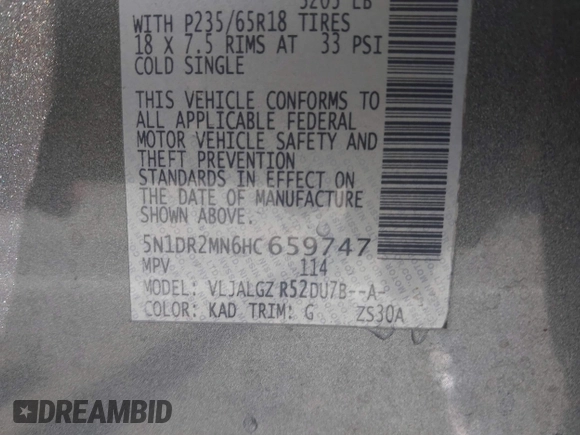 5205 LB
WITH P235/65R18 TIRES
18 X 7.5 RIMS AT 33 PSI
COLD SINGLE
THIS VEHICLE CONFORMS TO
ALL APPLICABLE FEDERAL
MOTOR VEHICLE SAFETY AND
THEFT PREVENTION
STANDARDS IN EFFECT ON
THE DATE OF MANUFACTURE
SHOWN ABOVE.
5N1DR2MN6HC659747
MPV 114
MODEL: VLJALGZ R52DU7B--A-
COLOR: KAD TRIM: G ZS30A
DREAMBID